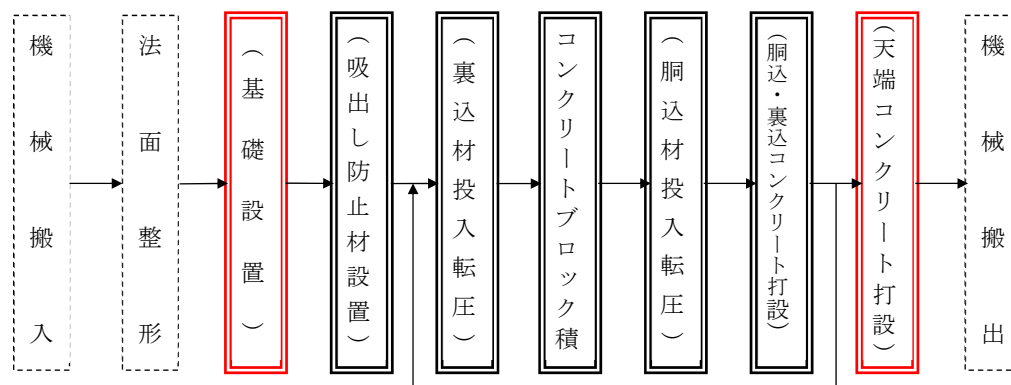 機械搬入
法面整形
（基礎設置）
（吸出し防止材設置）
（裏込材投入転圧）
コンクリートブロック積
（胴込材投入転圧）
（胴込・裏込コンクリート打設）
（天端コンクリート打設）
機械搬出